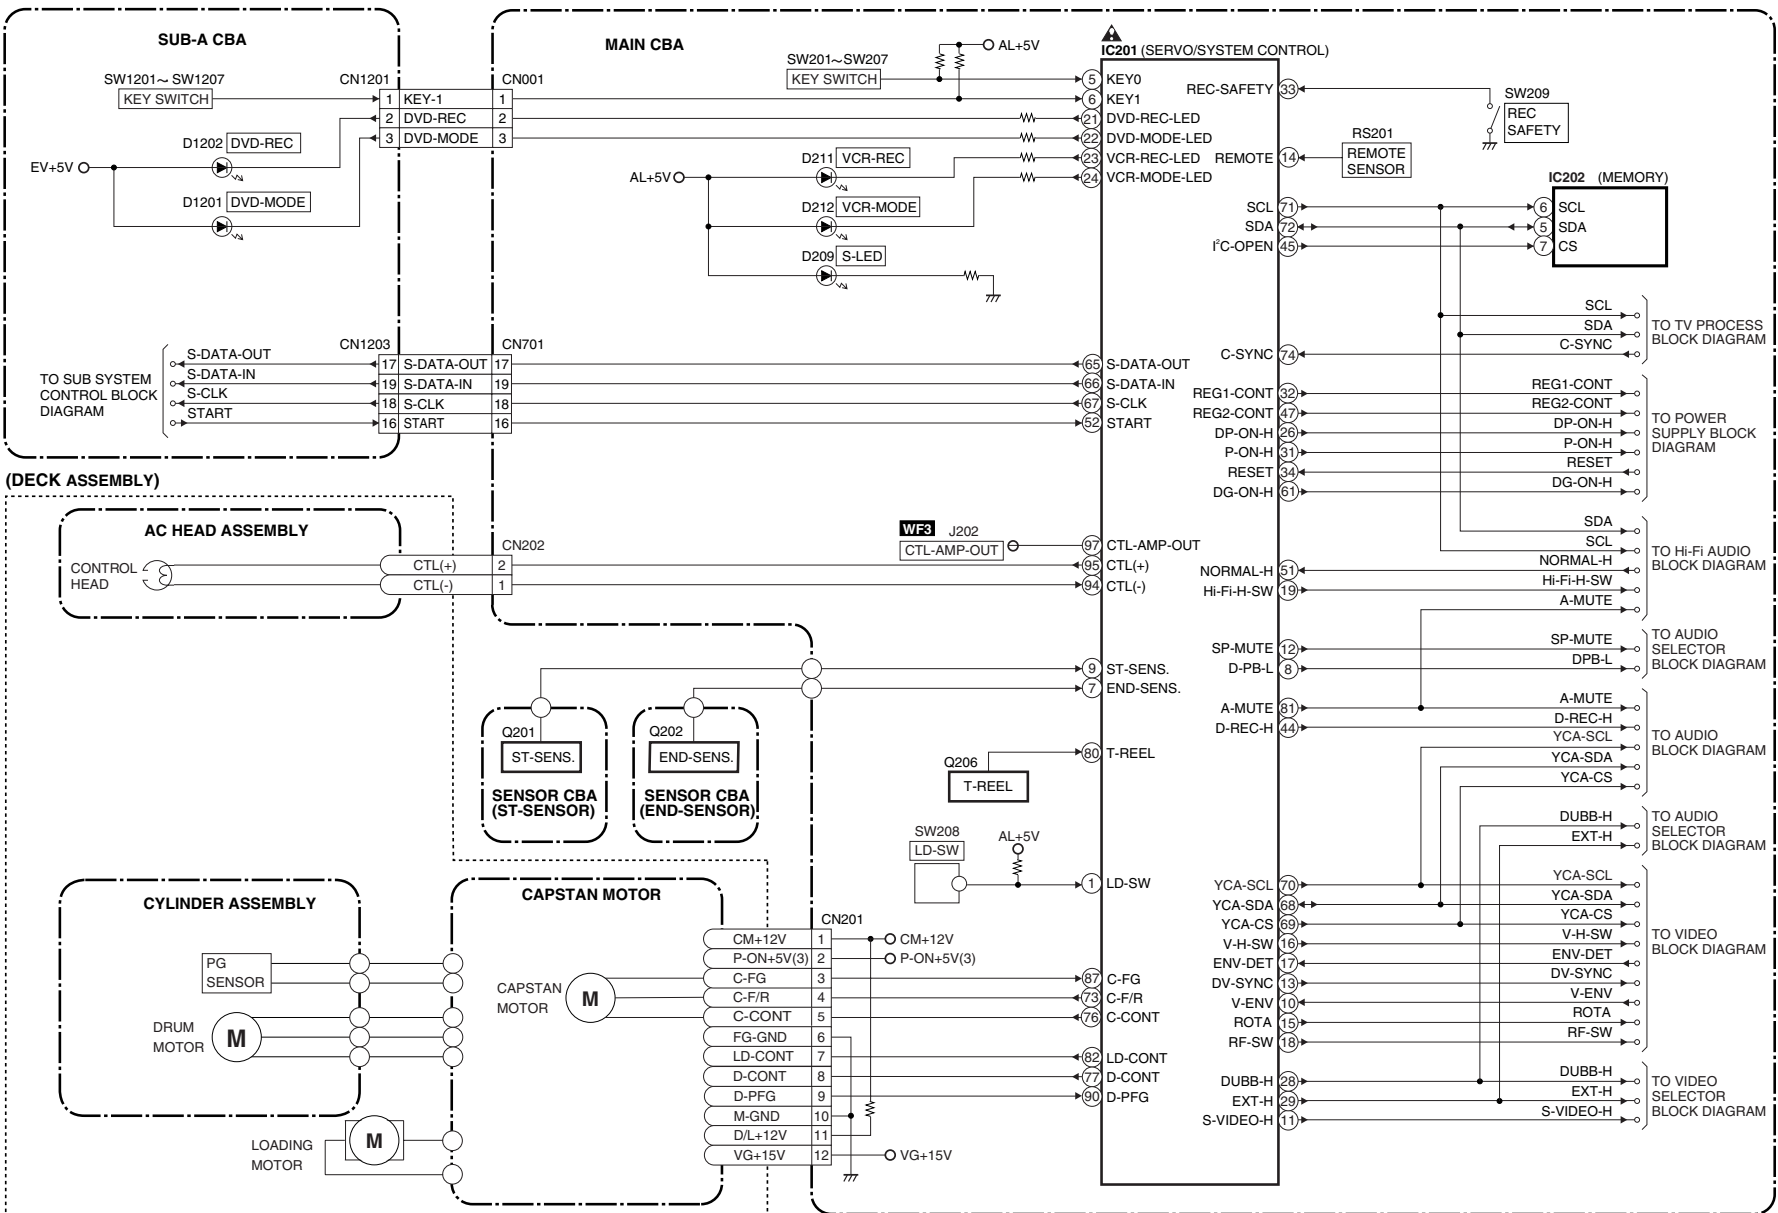 SUB-A CBA
SW1201~ SW1207
KEY SWITCH
CN1201
1 KEY-1
2 DVD-REC
3 DVD-MODE
D1202 DVD-REC
EV+5V
D1201 DVD-MODE
CN1203
S-DATA-OUT
S-DATA-IN
S-CLK
START
TO SUB SYSTEM
CONTROL BLOCK
DIAGRAM
17 S-DATA-OUT
19 S-DATA-IN
18 S-CLK
16 START
MAIN CBA
CN001
1
2
3
SW201~SW207
KEY SWITCH
AL+5V
D211 VCR-REC
AL+5V
D212 VCR-MODE
D209 S-LED
CN701
17
19
18
16
IC201 (SERVO/SYSTEM CONTROL)
5 KEY0
6 KEY1
21 DVD-REC-LED
22 DVD-MODE-LED
23 VCR-REC-LED
24 VCR-MODE-LED
65 S-DATA-OUT
66 S-DATA-IN
67 S-CLK
52 START
97 CTL-AMP-OUT
95 CTL(+)
94 CTL(-)
9 ST-SENS.
7 END-SENS.
80 T-REEL
1 LD-SW
87 C-FG
73 C-F/R
76 C-CONT
82 LD-CONT
77 D-CONT
90 D-PFG
REC-SAFETY 33
REMOTE 14
SCL 71
SDA 72
I²C-OPEN 45
C-SYNC 74
REG1-CONT 32
REG2-CONT 47
DP-ON-H 26
P-ON-H 31
RESET 34
DG-ON-H 61
NORMAL-H 51
Hi-Fi-H-SW 19
SP-MUTE 12
D-PB-L 8
A-MUTE 81
D-REC-H 44
YCA-SCL 70
YCA-SDA 68
YCA-CS 69
V-H-SW 16
ENV-DET 17
DV-SYNC 13
V-ENV 10
ROTA 15
RF-SW 18
DUBB-H 28
EXT-H 29
S-VIDEO-H 11
SW209
REC
SAFETY
RS201
REMOTE
SENSOR
IC202 (MEMORY)
6 SCL
5 SDA
7 CS
SCL
SDA
C-SYNC
TO TV PROCESS
BLOCK DIAGRAM
REG1-CONT
REG2-CONT
DP-ON-H
P-ON-H
RESET
DG-ON-H
TO POWER
SUPPLY BLOCK
DIAGRAM
SDA
SCL
NORMAL-H
Hi-Fi-H-SW
A-MUTE
TO Hi-Fi AUDIO
BLOCK DIAGRAM
SP-MUTE
DPB-L
TO AUDIO
SELECTOR
BLOCK DIAGRAM
A-MUTE
D-REC-H
YCA-SCL
YCA-SDA
YCA-CS
TO AUDIO
BLOCK DIAGRAM
DUBB-H
EXT-H
TO AUDIO
SELECTOR
BLOCK DIAGRAM
YCA-SCL
YCA-SDA
YCA-CS
V-H-SW
ENV-DET
DV-SYNC
V-ENV
ROTA
RF-SW
TO VIDEO
BLOCK DIAGRAM
DUBB-H
EXT-H
S-VIDEO-H
TO VIDEO
SELECTOR
BLOCK DIAGRAM
(DECK ASSEMBLY)
AC HEAD ASSEMBLY
CONTROL
HEAD
CN202
CTL(+) 2
CTL(-) 1
WF3 J202
CTL-AMP-OUT
Q201
ST-SENS.
SENSOR CBA
(ST-SENSOR)
Q202
END-SENS.
SENSOR CBA
(END-SENSOR)
Q206
T-REEL
SW208
LD-SW
AL+5V
CYLINDER ASSEMBLY
PG
SENSOR
DRUM
MOTOR
M
LOADING
MOTOR
M
CAPSTAN MOTOR
CAPSTAN
MOTOR
M
CN201
CM+12V 1
P-ON+5V(3) 2
C-FG 3
C-F/R 4
C-CONT 5
FG-GND 6
LD-CONT 7
D-CONT 8
D-PFG 9
M-GND 10
D/L+12V 11
VG+15V 12
CM+12V
P-ON+5V(3)
VG+15V